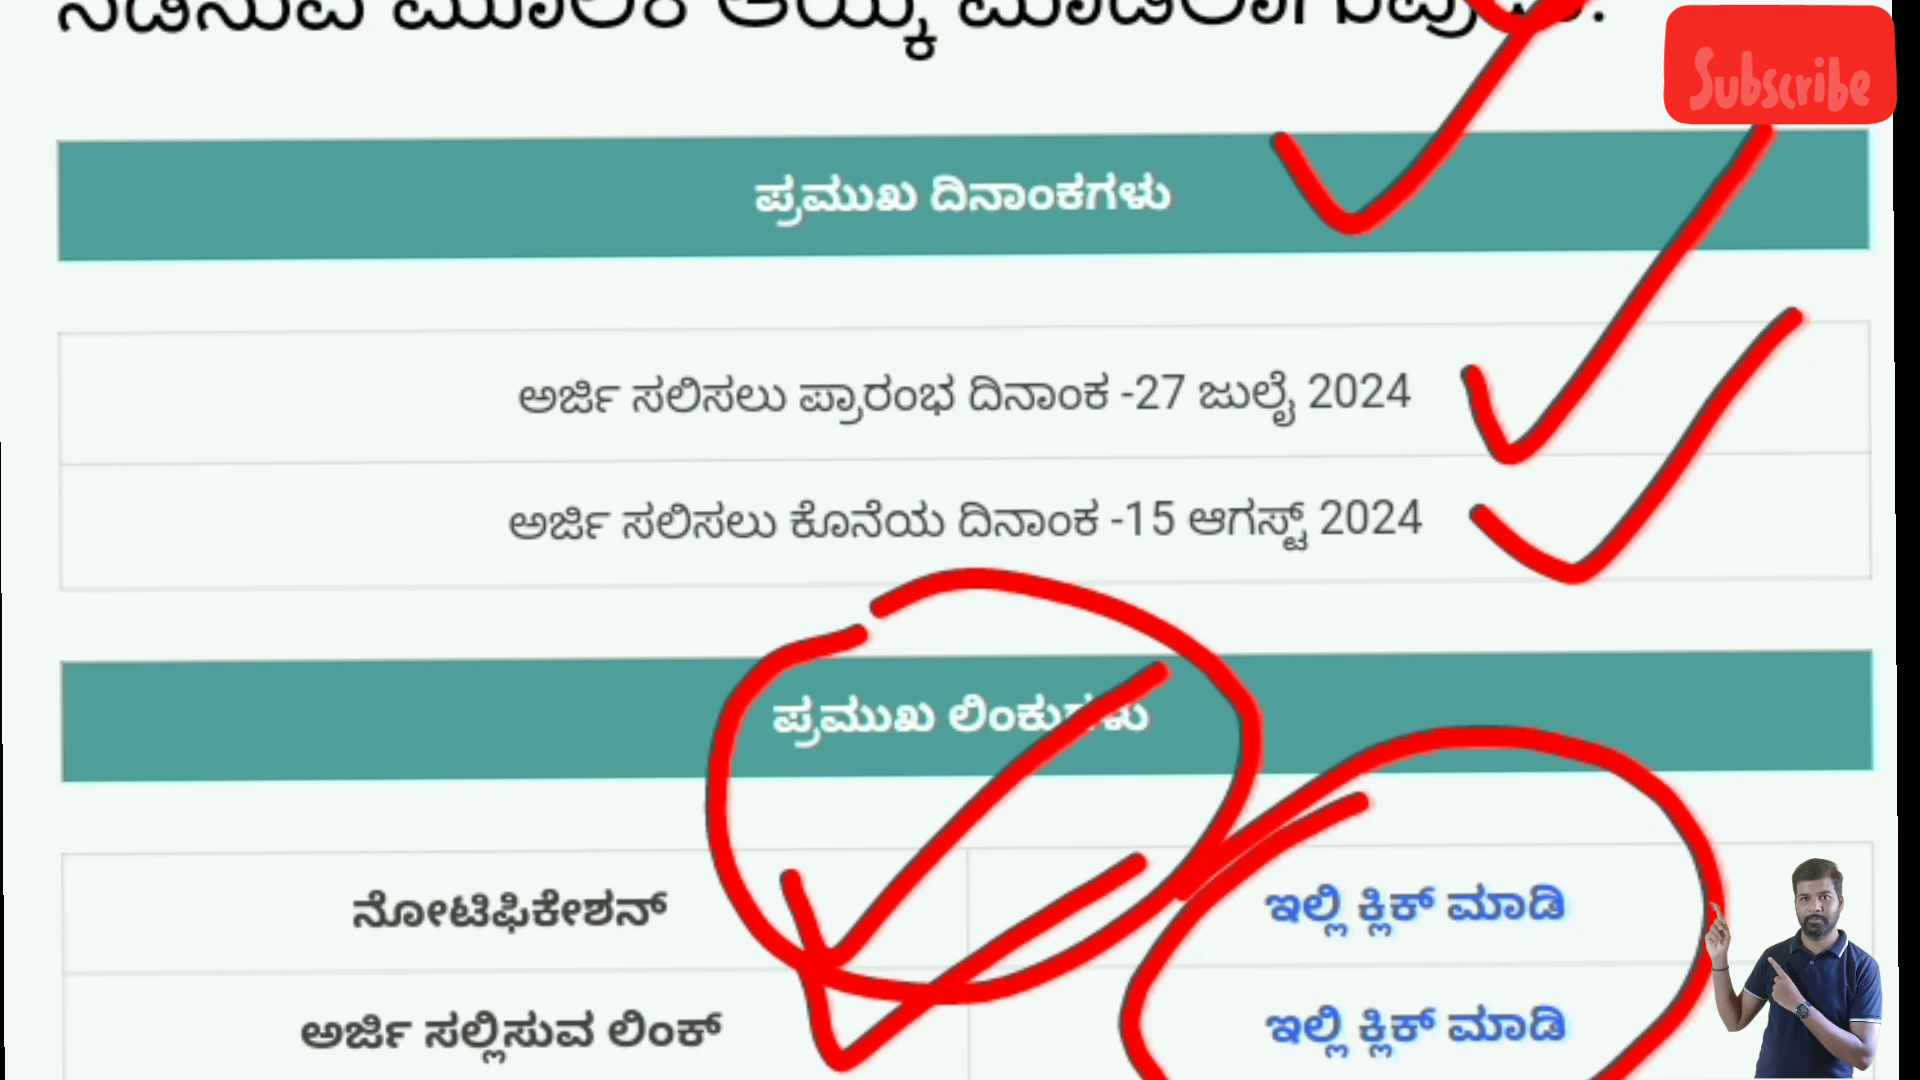 Subscribe
ಪ್ರಮುಖ ದಿನಾಂಕಗಳು
ಅರ್ಜಿ ಸಲಿಸಲು ಪ್ರಾರಂಭ ದಿನಾಂಕ -27 ಜುಲೈ 2024
ಅರ್ಜಿ ಸಲಿಸಲು ಕೊನೆಯ ದಿನಾಂಕ -15 ಆಗಸ್ಟ್ 2024
ಪ್ರಮುಖ ಲಿಂಕುಗಳು
ನೋಟಿಫಿಕೇಶನ್ ಇಲ್ಲಿ ಕ್ಲಿಕ್ ಮಾಡಿ
ಅರ್ಜಿ ಸಲ್ಲಿಸುವ ಲಿಂಕ್ ಇಲ್ಲಿ ಕ್ಲಿಕ್ ಮಾಡಿ